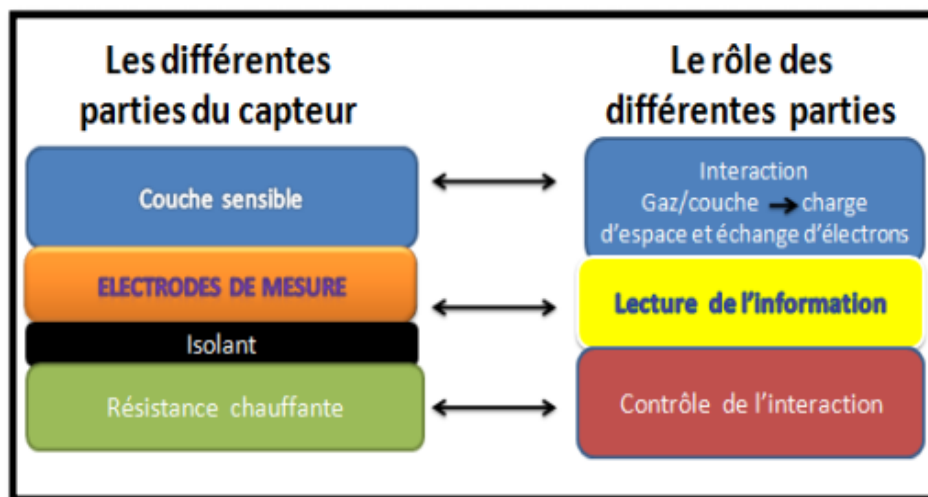 Les différentes
parties du capteur
Couche sensible
ELECTRODES DE MESURE
Isolant
Résistance chauffante
Le rôle des
différentes parties
Interaction
Gaz/couche → charge
d'espace et échange d'électrons
Lecture de l'information
Contrôle de l'interaction